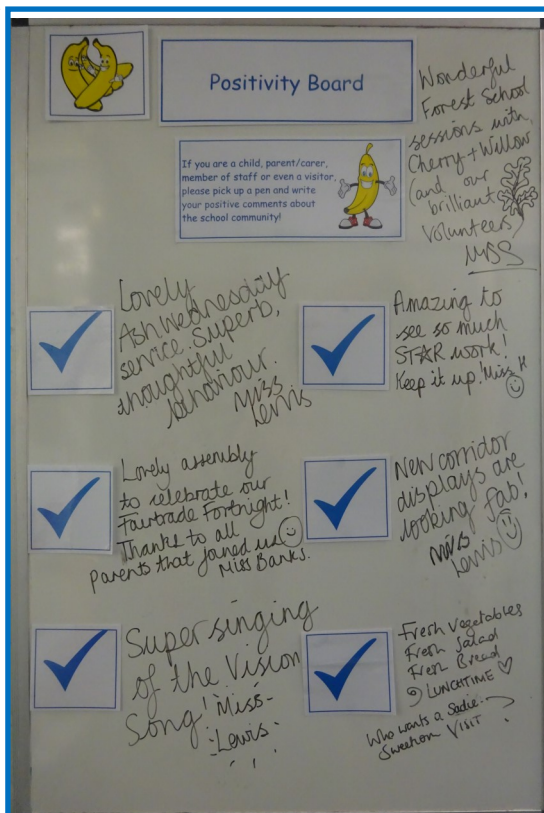 Positivity Board
If you are a child, parent/carer,
member of staff or even a visitor,
please pick up a pen and write
your positive comments about
the school community!
Wonderful
Forest School
sessions with
Cherry + Willow
(and our
brilliant
volunteers)
Lovely
Ash Wednesday
service. Superb,
thoughtful
behaviour.
Miss
Lewis
Amazing to
see so much
STAR work!
Keep it up! Miss K
Lovely assembly
to celebrate our
Fairtrade Fortnight!
Thanks to all
parents that joined us
Miss Banks.
New corridor
displays are
looking fab!
Miss
Lewis
Super singing
of the Vision
Song! Miss
Lewis
Fresh Vegetables
Fresh Salad
Fresh Bread
@ LUNCHTIME
Who wants a Sadie
VISIT